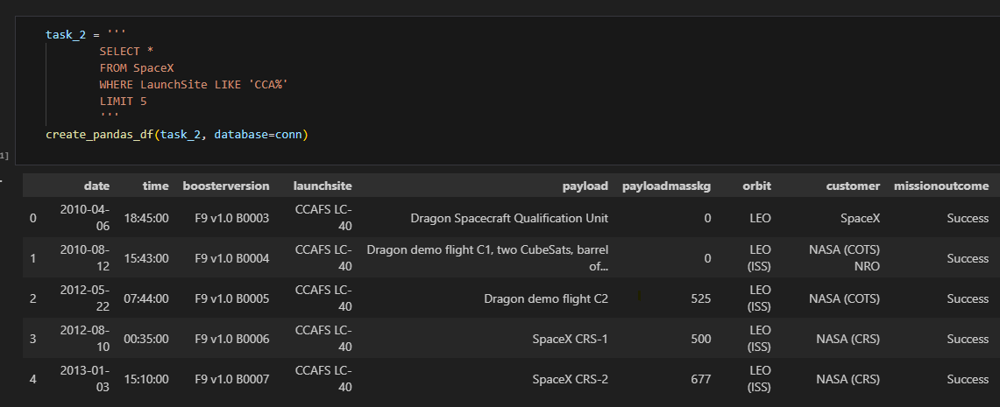 task_2 = '''
SELECT *
FROM SpaceX
WHERE LaunchSite LIKE 'CCA%'
LIMIT 5
'''
create_pandas_df(task_2, database=conn)
1]
date time boosterversion launchsite payload payloadmasskg orbit customer missionoutcome
0 2010-04-06 18:45:00 F9 v1.0 B0003 CCAFS LC-40 Dragon Spacecraft Qualification Unit 0 LEO SpaceX Success
1 2010-08-12 15:43:00 F9 v1.0 B0004 CCAFS LC-40 Dragon demo flight C1, two CubeSats, barrel of... 0 LEO (ISS) NASA (COTS) NRO Success
2 2012-05-22 07:44:00 F9 v1.0 B0005 CCAFS LC-40 Dragon demo flight C2 525 LEO (ISS) NASA (COTS) Success
3 2012-08-10 00:35:00 F9 v1.0 B0006 CCAFS LC-40 SpaceX CRS-1 500 LEO (ISS) NASA (CRS) Success
4 2013-01-03 15:10:00 F9 v1.0 B0007 CCAFS LC-40 SpaceX CRS-2 677 LEO (ISS) NASA (CRS) Success